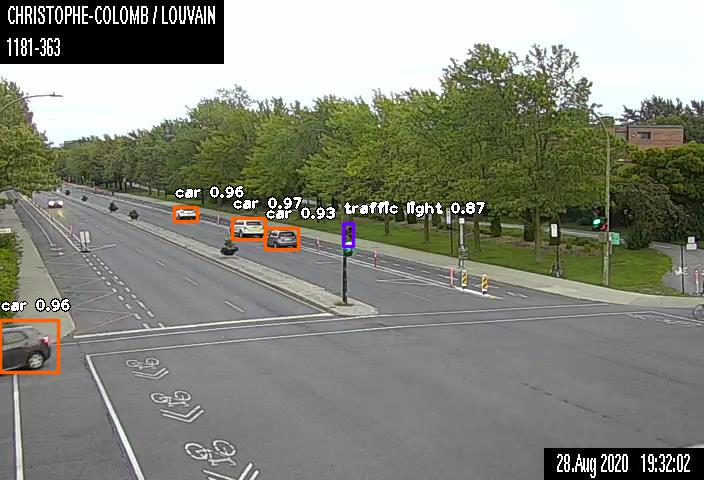 CHRISTOPHE-COLOMB / LOUVAIN
1181-363
car 0.96
car 0.97
car 0.93
traffic light 0.87
car 0.96
28.Aug 2020 19:32:02